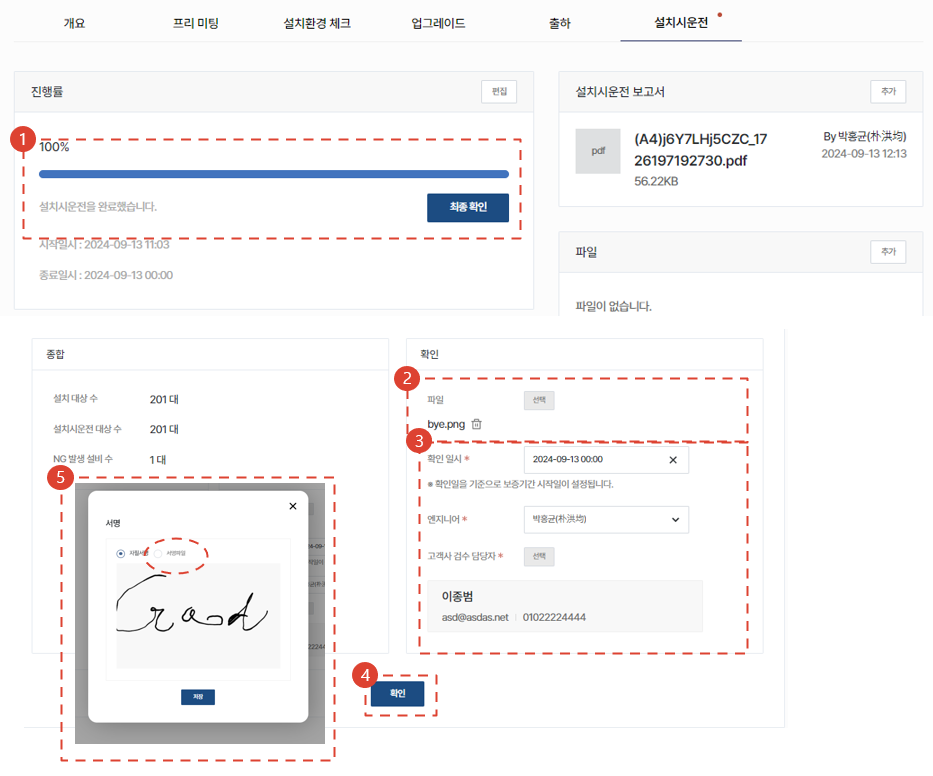 개요 프리 미팅 설치환경 체크 업그레이드 출하 설치시운전
진행률 편집
1
100%
설치시운전을 완료했습니다. 최종 확인
시작일시 : 2024-09-13 11:03
종료일시 : 2024-09-13 00:00
설치시운전 보고서 추가
pdf
(A4)j6Y7LHj5CZC_17
26197192730.pdf
56.22KB
By 박홍균(朴洪均)
2024-09-13 12:13
파일 추가
파일이 없습니다.
종합
설치 대상 수 201 대
설치시운전 대상 수 201 대
NG 발생 설비 수 1 대
확인
2
파일 선택
bye.png
3
확인 일시 * 2024-09-13 00:00
※ 확인일을 기준으로 보증기간 시작일이 설정됩니다.
엔지니어 * 박홍균(朴洪均)
고객사 검수 담당자 * 선택
이종범
asd@asdas.net 01022224444
4
확인
5
서명
자필서명 서명파일
저장